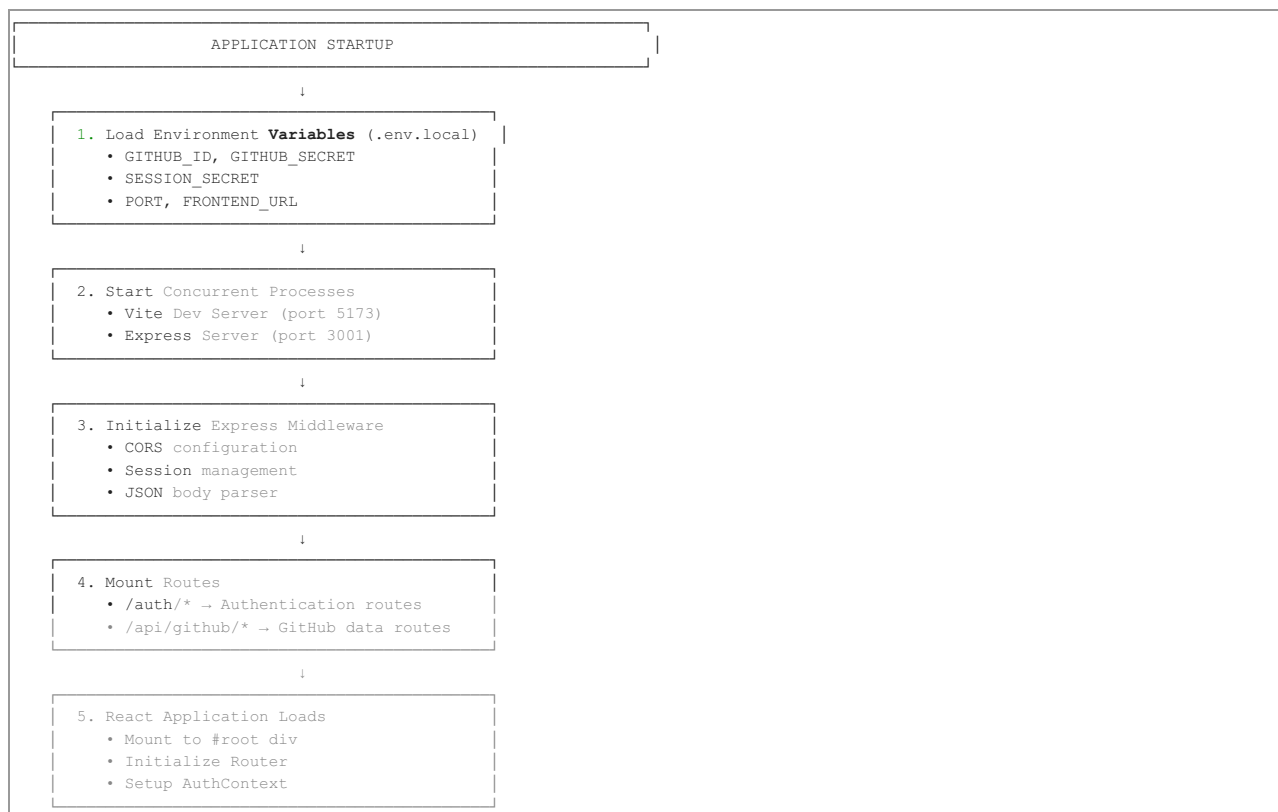 APPLICATION STARTUP
↓
1. Load Environment Variables (.env.local)
• GITHUB_ID, GITHUB_SECRET
• SESSION_SECRET
• PORT, FRONTEND_URL
↓
2. Start Concurrent Processes
• Vite Dev Server (port 5173)
• Express Server (port 3001)
↓
3. Initialize Express Middleware
• CORS configuration
• Session management
• JSON body parser
↓
4. Mount Routes
• /auth/* → Authentication routes
• /api/github/* → GitHub data routes
↓
5. React Application Loads
• Mount to #root div
• Initialize Router
• Setup AuthContext